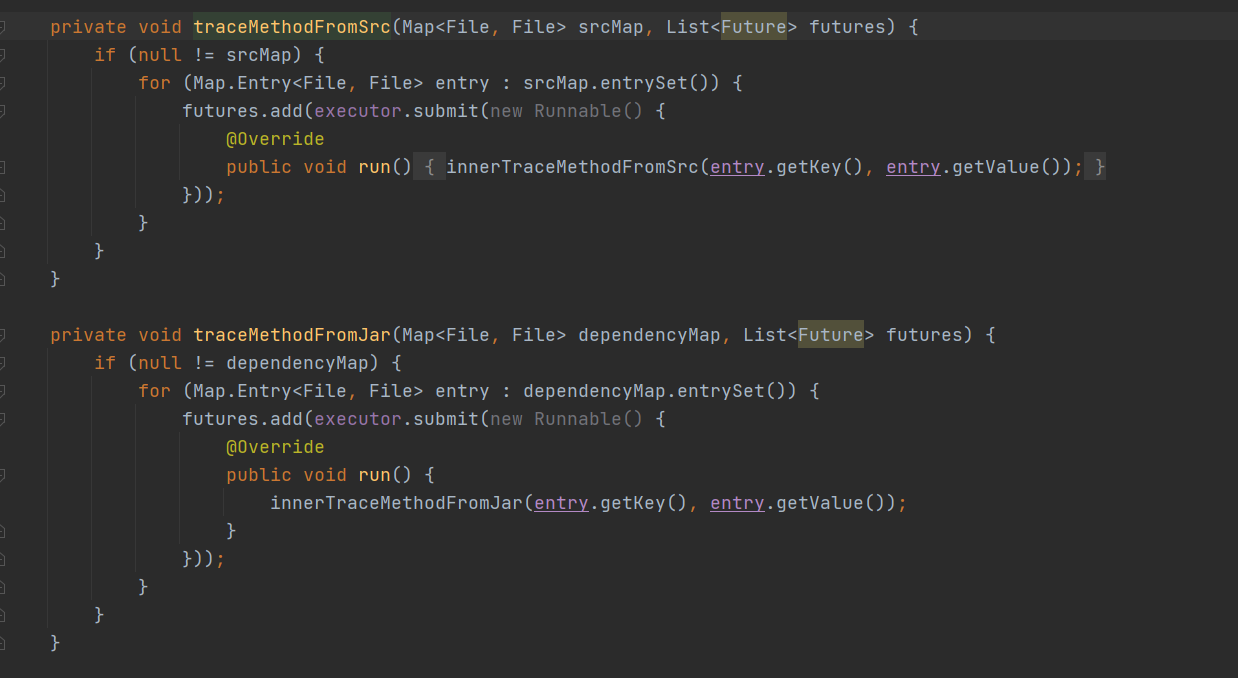 private void traceMethodFromSrc(Map<File, File> srcMap, List<Future> futures) {
    if (null != srcMap) {
        for (Map.Entry<File, File> entry : srcMap.entrySet()) {
            futures.add(executor.submit(new Runnable() {
                @Override
                public void run() { innerTraceMethodFromSrc(entry.getKey(), entry.getValue()); }
            }));
        }
    }
}

private void traceMethodFromJar(Map<File, File> dependencyMap, List<Future> futures) {
    if (null != dependencyMap) {
        for (Map.Entry<File, File> entry : dependencyMap.entrySet()) {
            futures.add(executor.submit(new Runnable() {
                @Override
                public void run() {
                    innerTraceMethodFromJar(entry.getKey(), entry.getValue());
                }
            }));
        }
    }
}